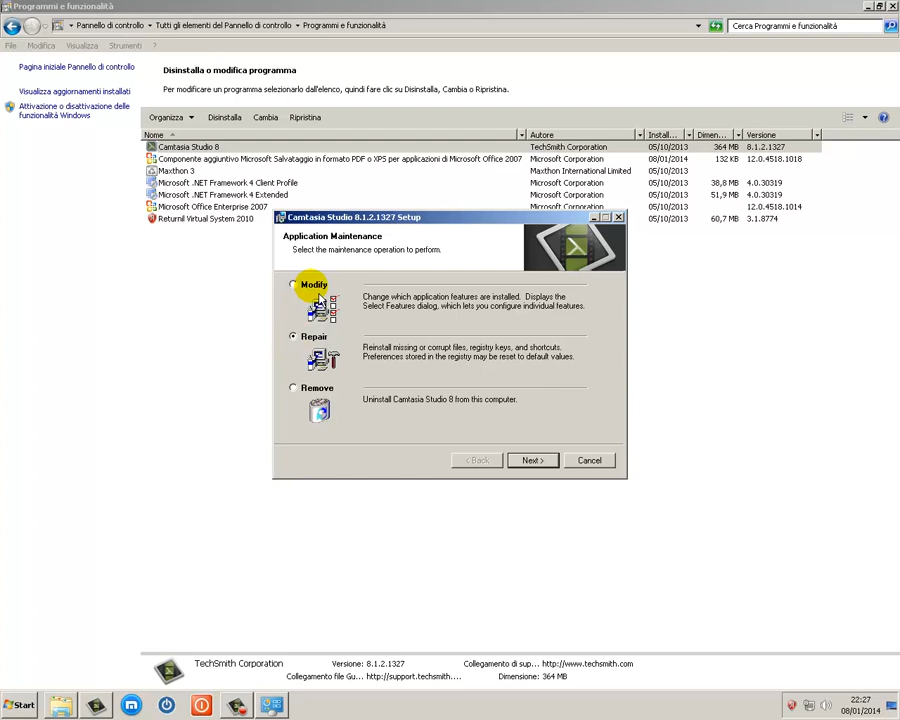 Programmi e funzionalità
Pannello di controllo
Tutti gli elementi del Pannello di controllo
Programmi e funzionalità
Cerca Programmi e funzionalità
File
Modifica
Visualizza
Strumenti
?
Pagina iniziale Pannello di controllo
Visualizza aggiornamenti installati
Attivazione o disattivazione delle
funzionalità Windows
Disinstalla o modifica programma
Per modificare un programma selezionarlo dall'elenco, quindi fare clic su Disinstalla, Cambia o Ripristina.
Organizza
Disinstalla
Cambia
Ripristina
Nome Autore Install... Dimen... Versione
Camtasia Studio 8 TechSmith Corporation 05/10/2013 364 MB 8.1.2.1327
Componente aggiuntivo Microsoft Salvataggio in formato PDF o XPS per applicazioni di Microsoft Office 2007 Microsoft Corporation 08/01/2014 132 KB 12.0.4518.1018
Maxthon 3 Maxthon International Limited 05/10/2013
Microsoft .NET Framework 4 Client Profile Microsoft Corporation 05/10/2013 38,8 MB 4.0.30319
Microsoft .NET Framework 4 Extended Microsoft Corporation 05/10/2013 51,9 MB 4.0.30319
Microsoft Office Enterprise 2007 Microsoft Corporation 08/01/2014 12.0.4518.1014
Returnil Virtual System 2010 60,7 MB 3.1.8774
Camtasia Studio 8.1.2.1327 Setup
Application Maintenance
Select the maintenance operation to perform.
Modify
Change which application features are installed. Displays the
Select Features dialog, which lets you configure individual features.
Repair
Reinstall missing or corrupt files, registry keys, and shortcuts.
Preferences stored in the registry may be reset to default values.
Remove
Uninstall Camtasia Studio 8 from this computer.
< Back
Next >
Cancel
TechSmith Corporation Versione: 8.1.2.1327 Collegamento di sup... http://www.techsmith.com
Collegamento file Gu... http://support.techsmith.... Dimensione: 364 MB
Start
22:27
08/01/2014